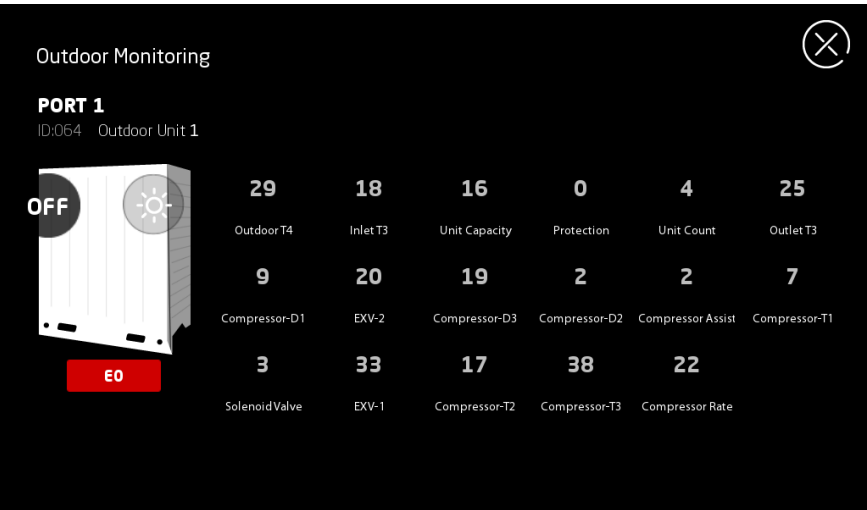 Outdoor Monitoring
PORT 1
ID:064 Outdoor Unit 1
OFF
29 18 16 0 4 25
Outdoor T4 Inlet T3 Unit Capacity Protection Unit Count Outlet T3
9 20 19 2 2 7
Compressor-D1 EXV-2 Compressor-D3 Compressor-D2 Compressor Assist Compressor-T1
3 33 17 38 22
Solenoid Valve EXV-1 Compressor-T2 Compressor-T3 Compressor Rate
E0